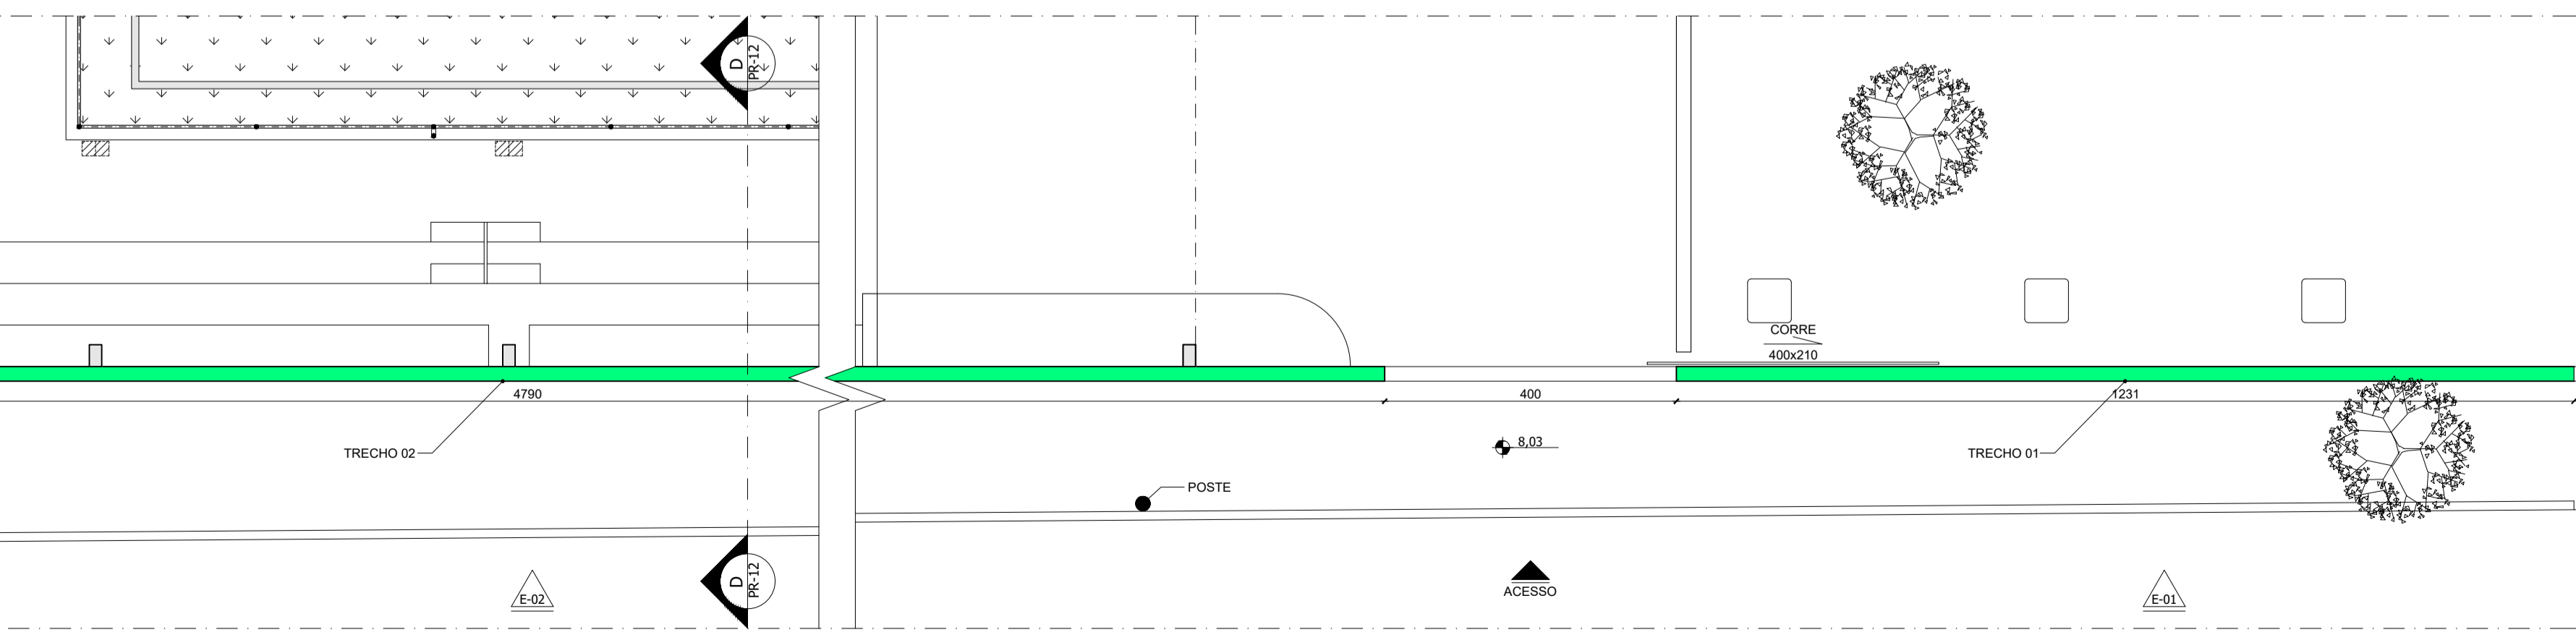 D
PR-12
CORRE
400x210
4790
400
1231
TRECHO 02
8,03
TRECHO 01
POSTE
D
PR-12
E-02
ACESSO
E-01